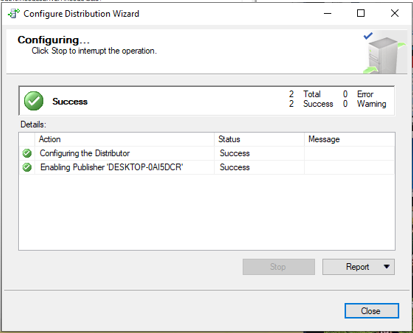 Configure Distribution Wizard
Configuring...
Click Stop to interrupt the operation.
Success
2 Total 0 Error
2 Success 0 Warning
Details:
Action Status Message
Configuring the Distributor Success
Enabling Publisher 'DESKTOP-0AI5DCR' Success
Stop Report
Close